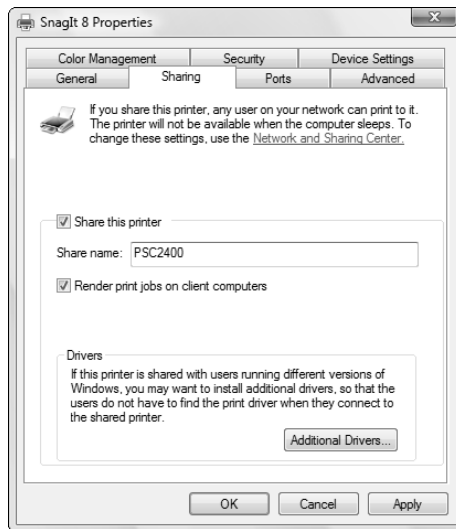 SnagIt 8 Properties
Color Management Security Device Settings
General Sharing Ports Advanced
If you share this printer, any user on your network can print to it.
The printer will not be available when the computer sleeps. To
change these settings, use the Network and Sharing Center.
Share this printer
Share name: PSC2400
Render print jobs on client computers
Drivers
If this printer is shared with users running different versions of
Windows, you may want to install additional drivers, so that the
users do not have to find the print driver when they connect to
the shared printer.
Additional Drivers...
OK Cancel Apply